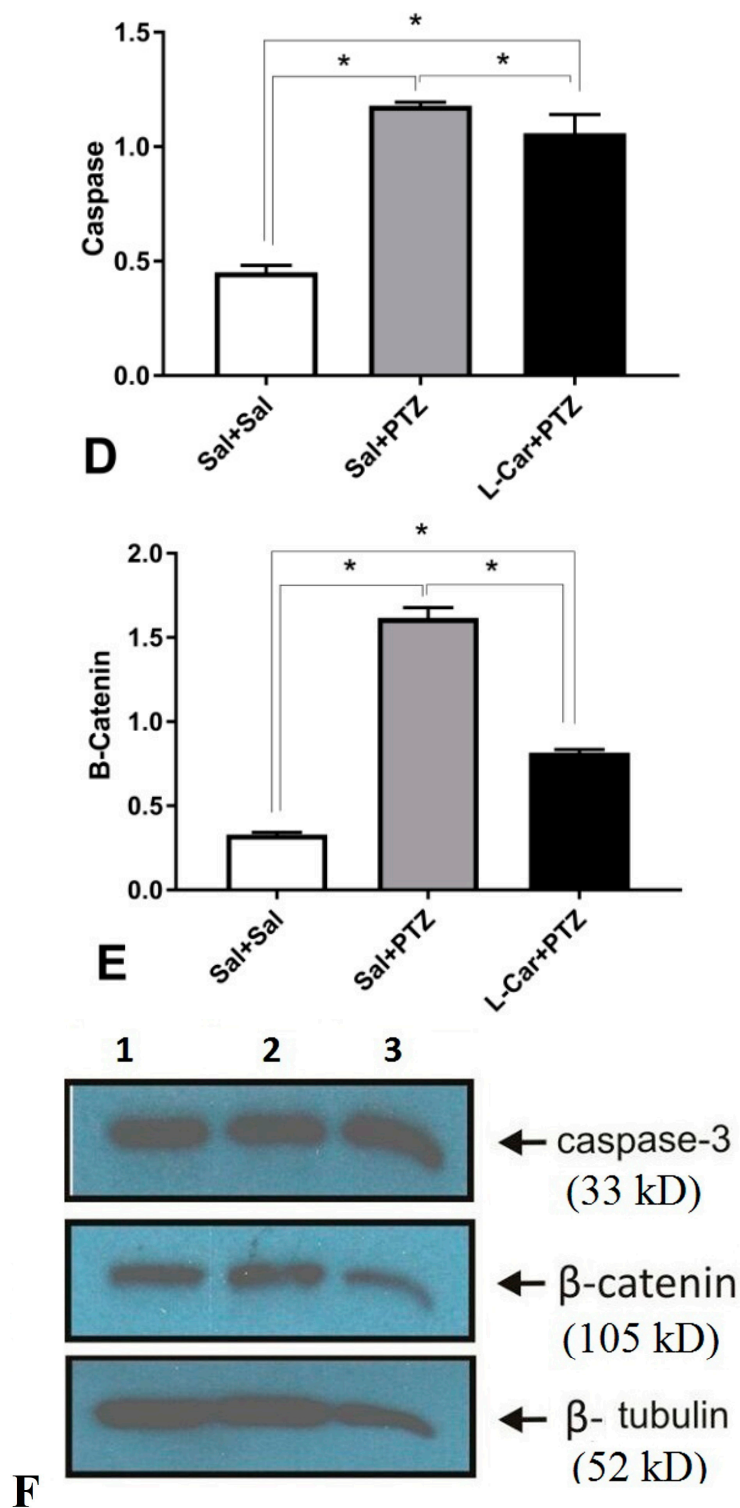 *
* *
1.5
1.0
0.5
0.0
Caspase
Sal+Sal
Sal+PTZ
L-Car+PTZ
D
*
* *
2.0
1.5
1.0
0.5
0.0
B-Catenin
Sal+Sal
Sal+PTZ
L-Car+PTZ
E
1 2 3
caspase-3
(33 kD)
β-catenin
(105 kD)
β- tubulin
(52 kD)
F